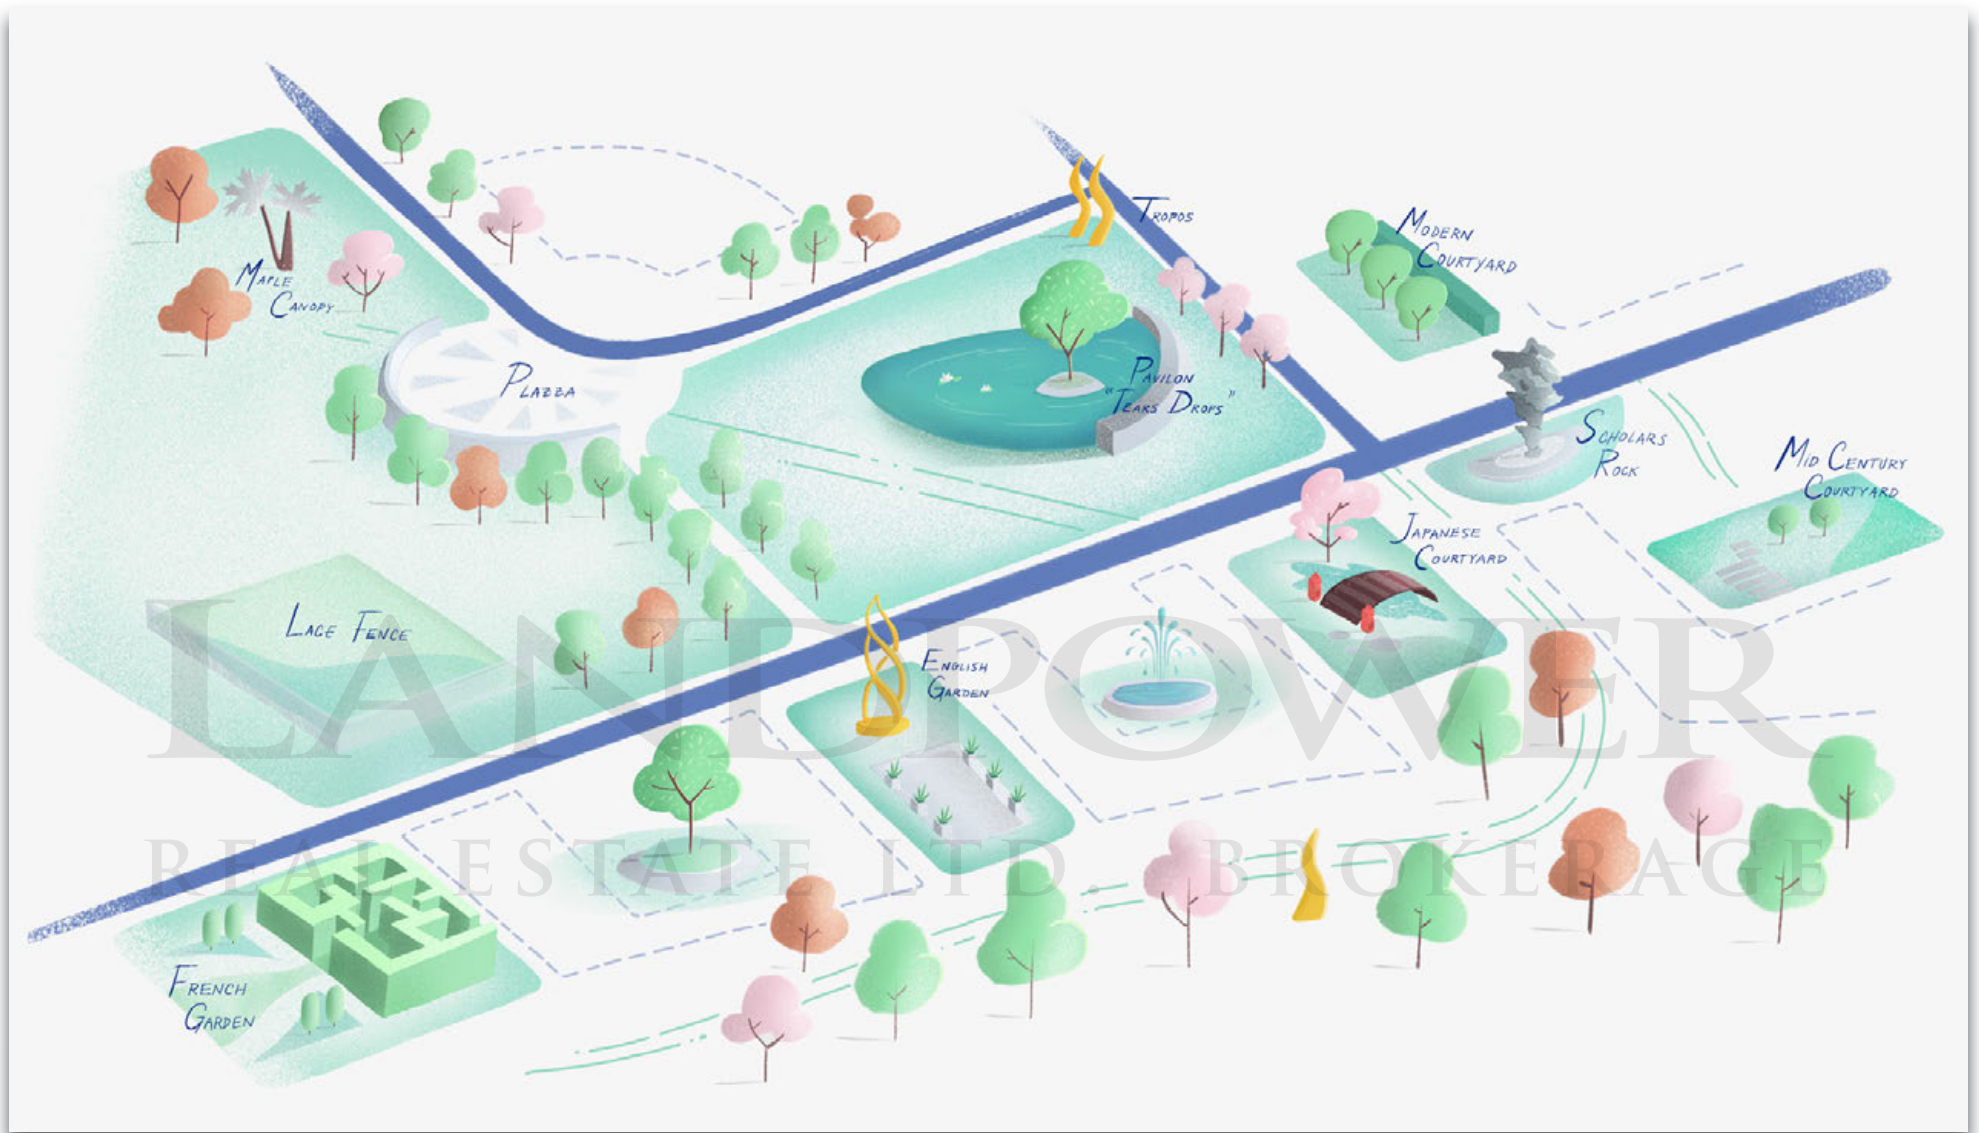 Tropos
Modern
Courtyard
Maple
Canopy
Plazza
Pavilon
"Tears Drops"
Scholars
Rock
Mid Century
Courtyard
Japanese
Courtyard
Lace Fence
English
Garden
French
Garden
LANDPOWER
REAL ESTATE LTD. BROKERAGE